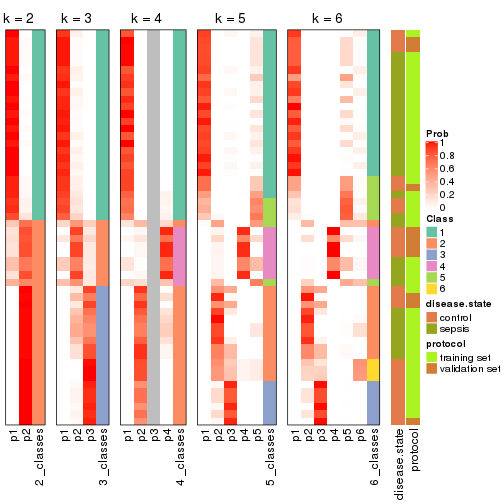 k = 2 k = 3 k = 4 k = 5 k = 6
Prob
1
0.8
0.6
0.4
0.2
0
Class
1
2
3
4
5
6
disease.state
control
sepsis
protocol
training set
validation set
p1 p2 2_classes p1 p2 p3 3_classes p1 p2 p3 p4 4_classes p1 p2 p3 p4 p5 5_classes p1 p2 p3 p4 p5 p6 6_classes disease.state protocol